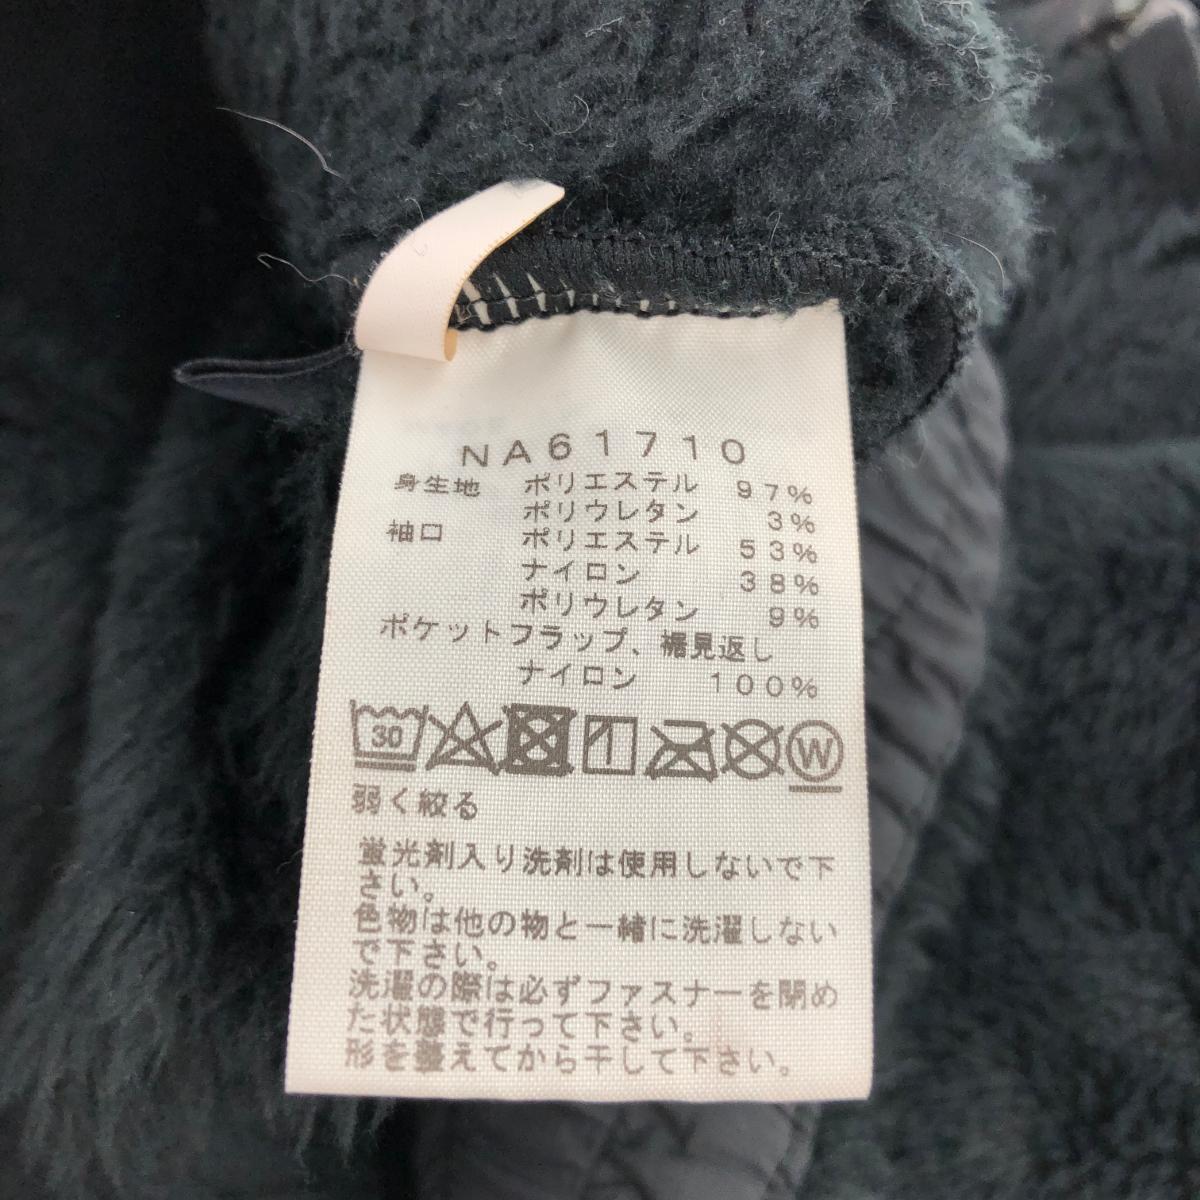 NA61710
身生地 ポリエステル 97%
ポリウレタン 3%
袖口 ポリエステル 53%
ナイロン 38%
ポリウレタン 9%
ポケットフラップ、裾見返し
ナイロン 100%
30 W
弱く絞る
蛍光剤入り洗剤は使用しないで下
さい。
色物は他の物と一緒に洗濯しない
で下さい。
洗濯の際は必ずファスナーを閉め
た状態で行って下さい。
形を整えてから干して下さい。